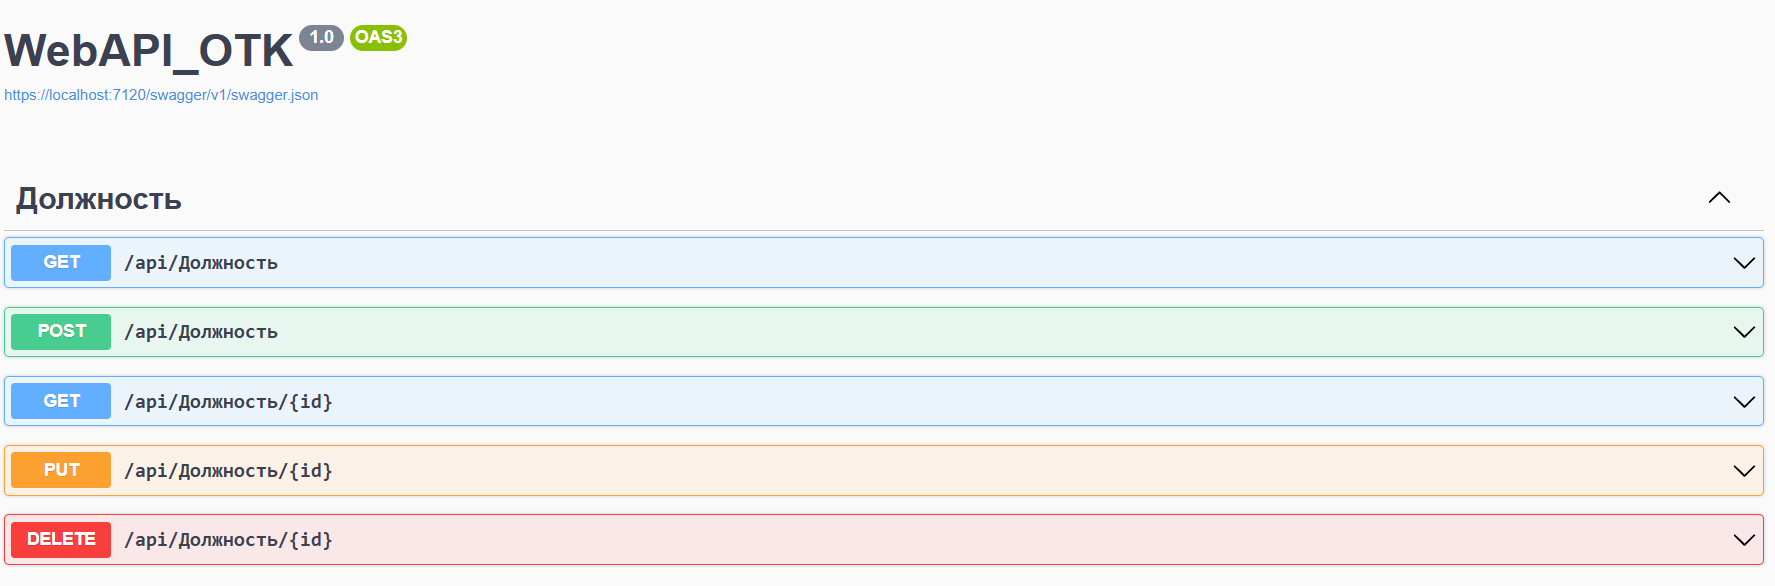 WebAPI_OTK 1.0 OAS3
https://localhost:7120/swagger/v1/swagger.json
Должность
GET /api/Должность
POST /api/Должность
GET /api/Должность/{id}
PUT /api/Должность/{id}
DELETE /api/Должность/{id}